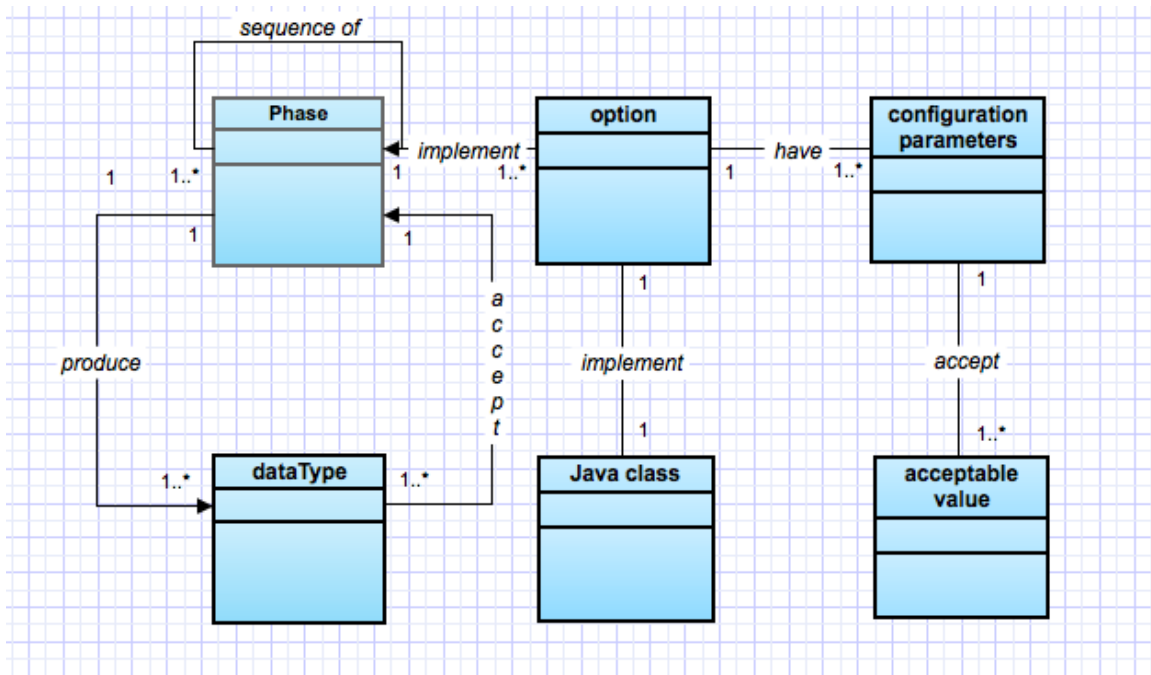 sequence of
Phase
option
configuration
parameters
implement
have
1
1..*
1
1..*
1
1..*
1
1
1
1
a
c
c
e
p
t
produce
implement
accept
1
1..*
1..*
dataType
1..*
Java class
acceptable
value